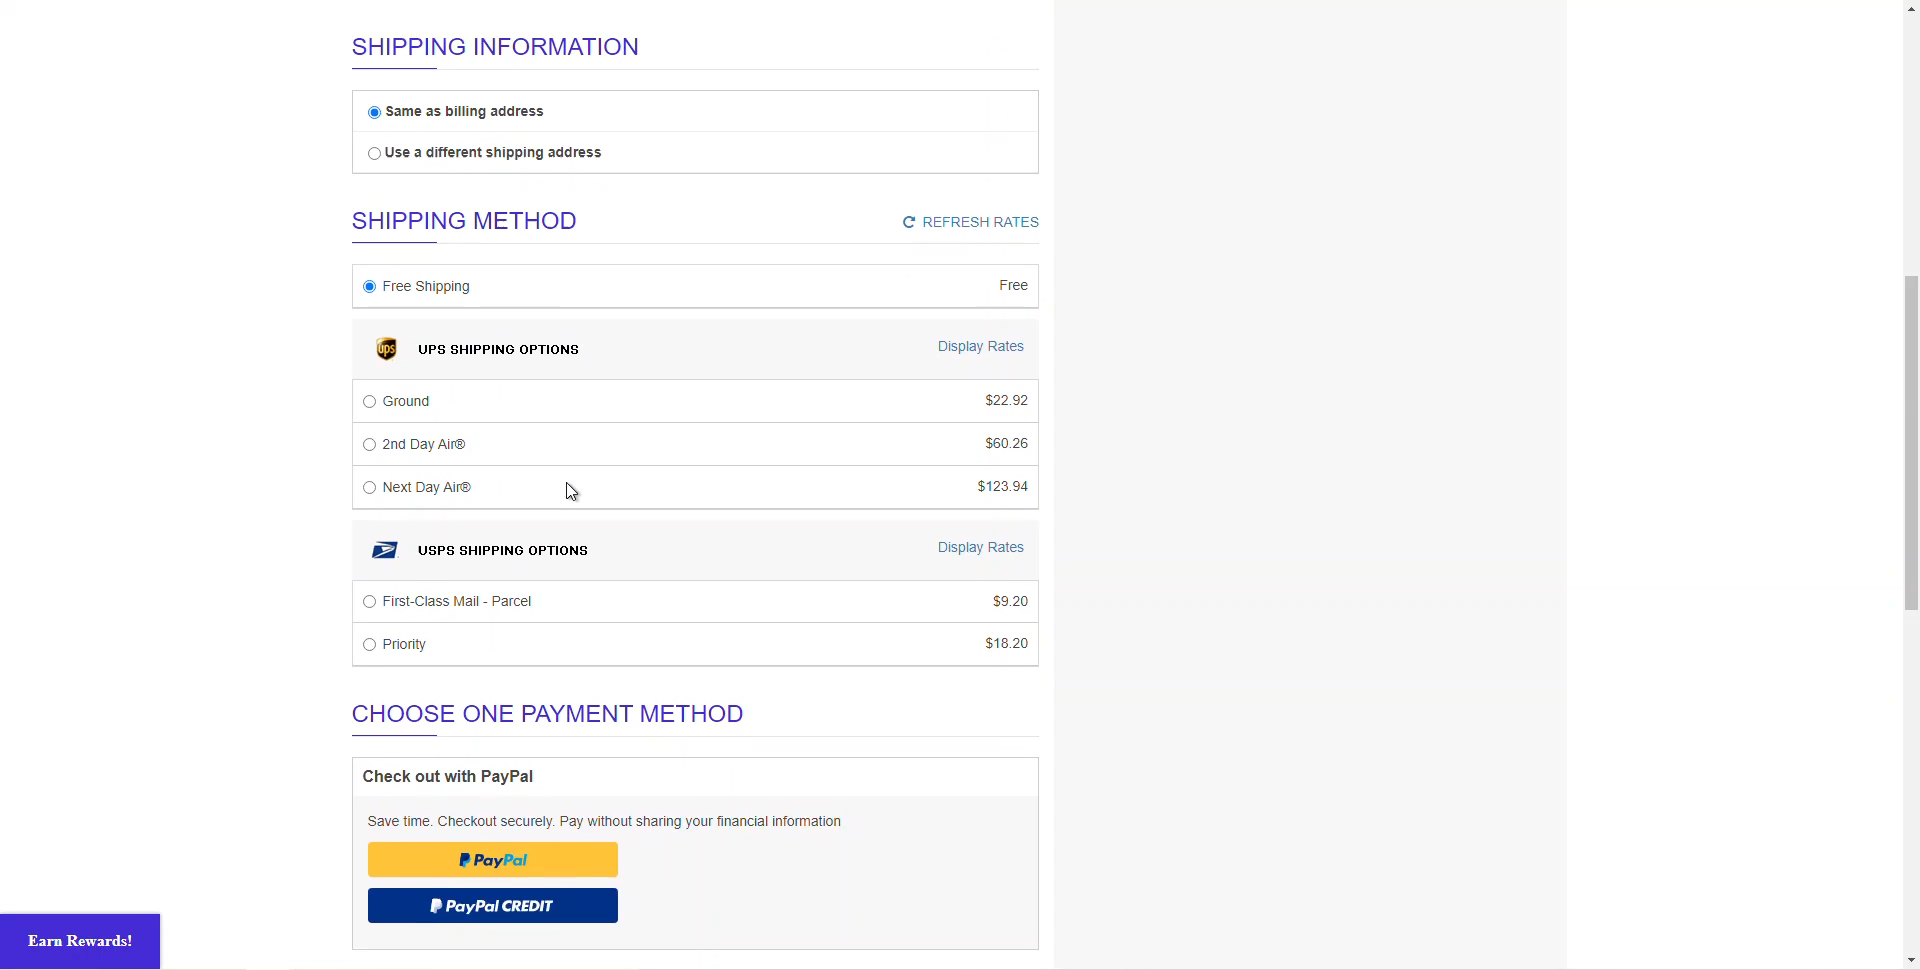 SHIPPING INFORMATION
Same as billing address
Use a different shipping address
SHIPPING METHOD
REFRESH RATES
Free Shipping
Free
ups
UPS SHIPPING OPTIONS
Display Rates
Ground
$22.92
2nd Day Air®
$60.26
Next Day Air®
$123.94
USPS SHIPPING OPTIONS
Display Rates
First-Class Mail - Parcel
$9.20
Priority
$18.20
CHOOSE ONE PAYMENT METHOD
Check out with PayPal
Save time. Checkout securely. Pay without sharing your financial information
PayPal
PayPal CREDIT
Earn Rewards!